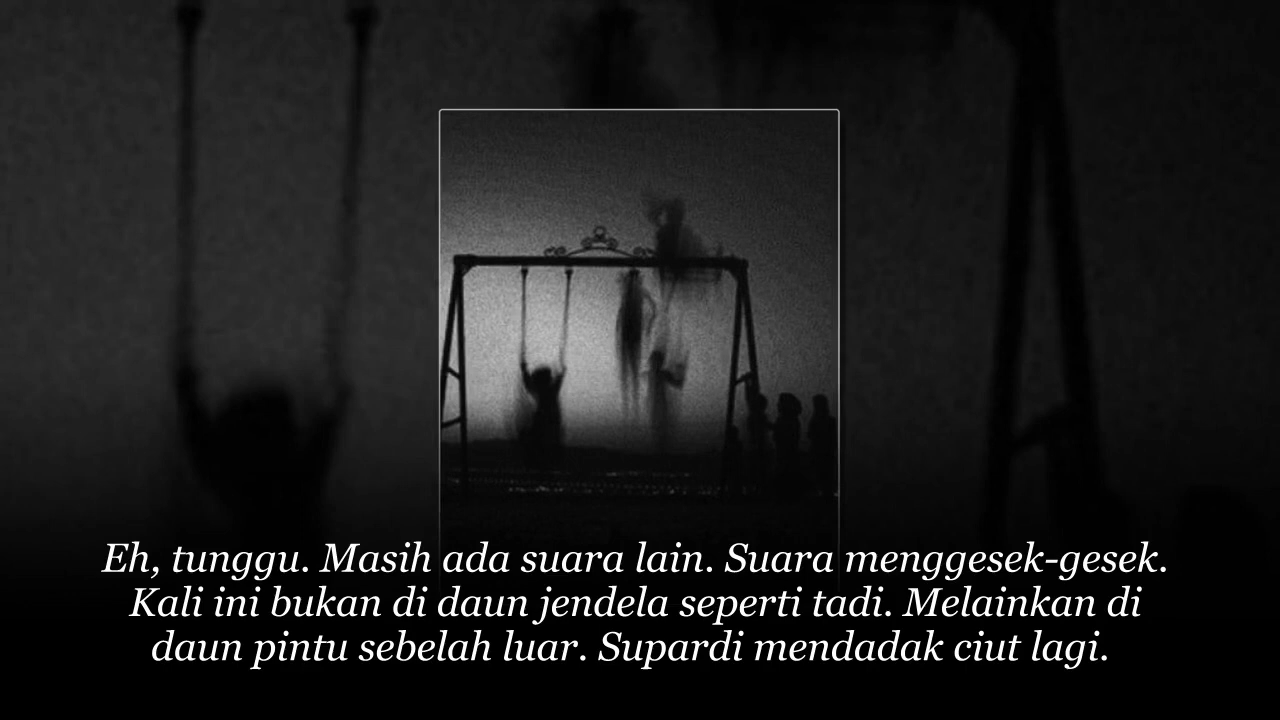 Eh, tunggu. Masih ada suara lain. Suara menggesek-gesek.
Kali ini bukan di daun jendela seperti tadi. Melainkan di
daun pintu sebelah luar. Supardi mendadak ciut lagi.